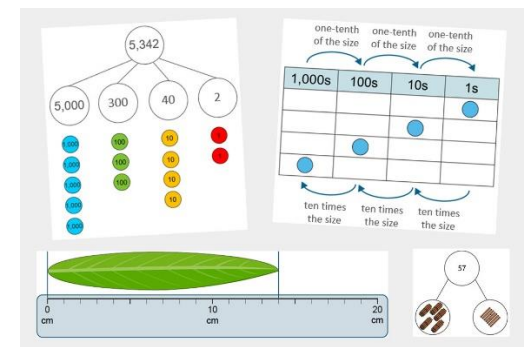 5,342
5,000 300 40 2
1,000 100 10 1
1,000 100 10 1
1,000 100 10
1,000 10
1,000
one-tenth of the size
one-tenth of the size
one-tenth of the size
1,000s 100s 10s 1s
ten times the size
ten times the size
ten times the size
0 cm
10 cm
20 cm
57